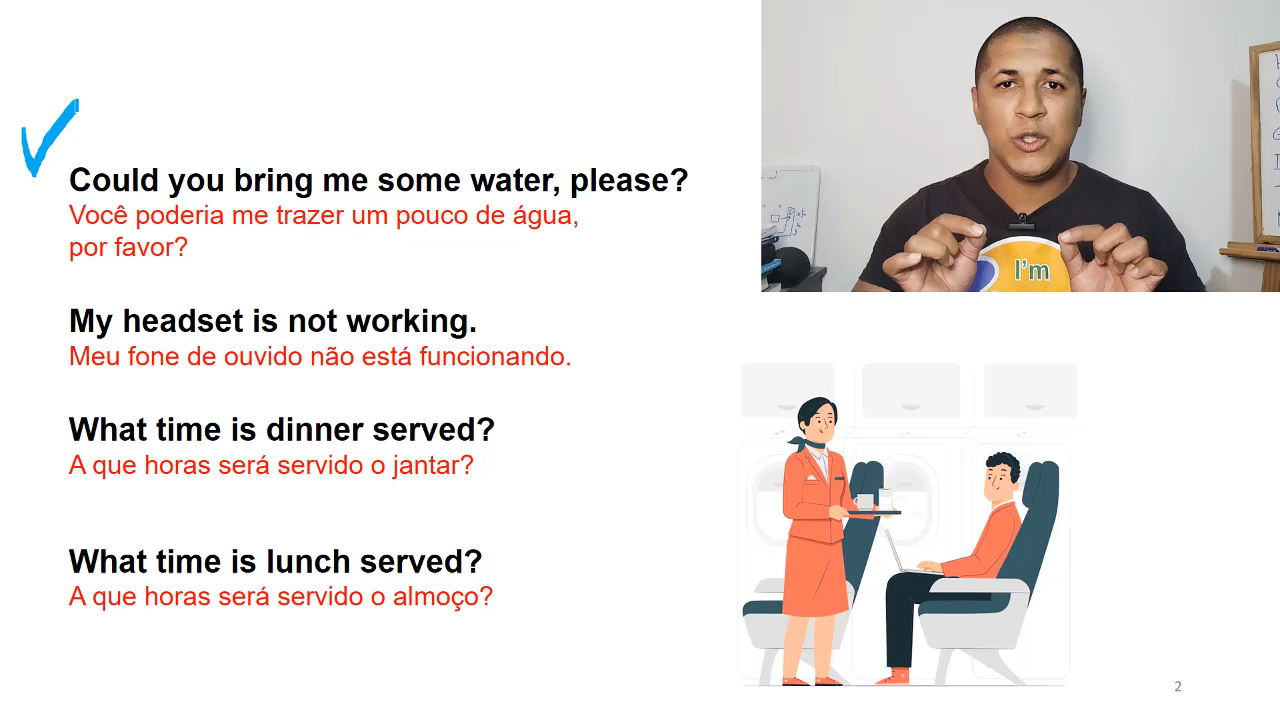 Could you bring me some water, please?
Você poderia me trazer um pouco de água,
por favor?
My headset is not working.
Meu fone de ouvido não está funcionando.
What time is dinner served?
A que horas será servido o jantar?
What time is lunch served?
A que horas será servido o almoço?
I'm
2